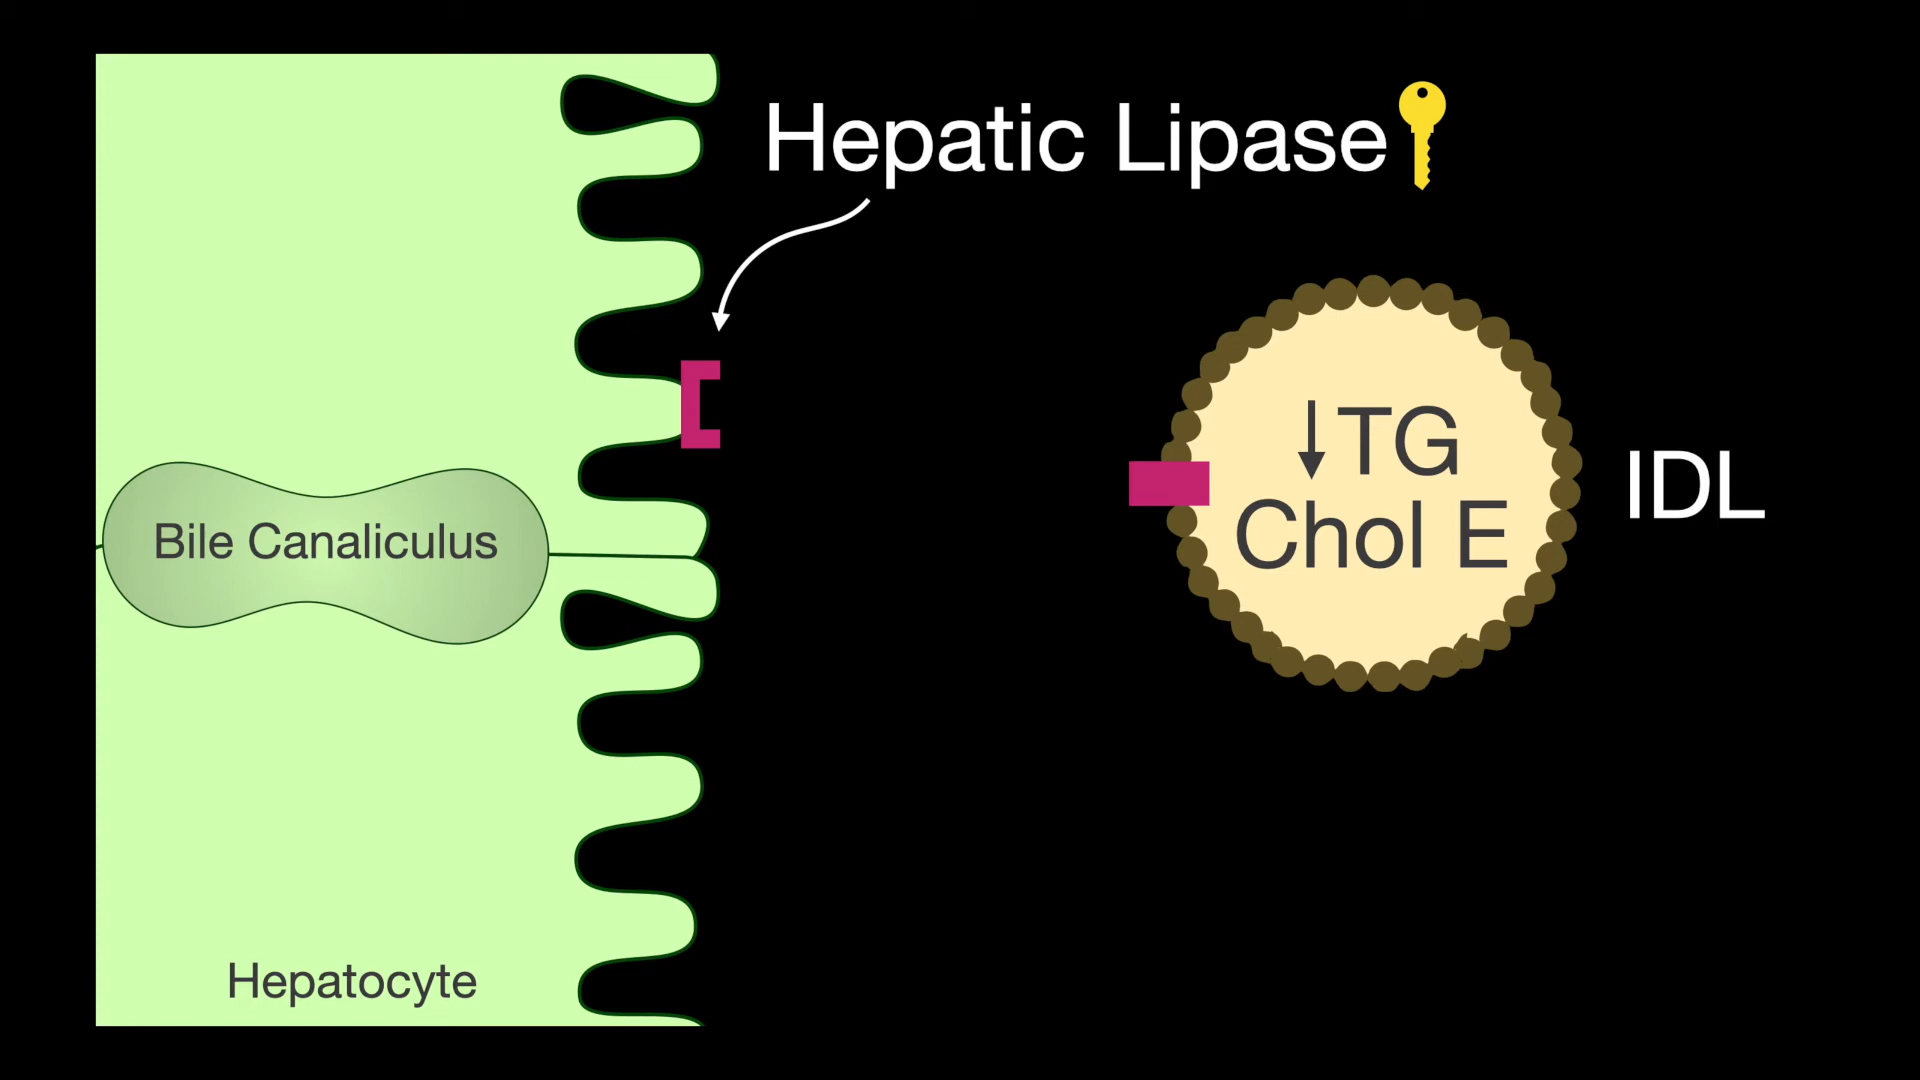 Hepatic Lipase
↓TG
Chol E
IDL
Bile Canaliculus
Hepatocyte